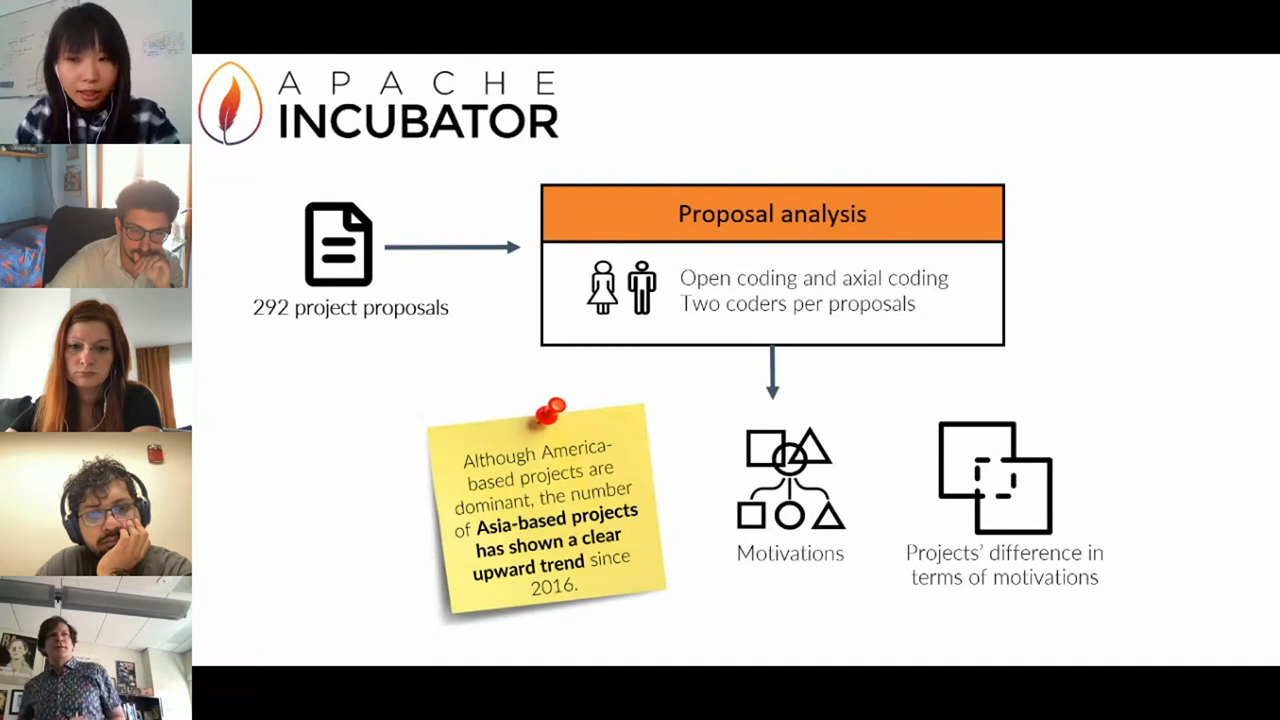 APACHE
INCUBATOR
292 project proposals
Proposal analysis
Open coding and axial coding
Two coders per proposals
Although America-
based projects are
dominant, the number
of Asia-based projects
has shown a clear
upward trend since
2016.
Motivations
Projects' difference in
terms of motivations